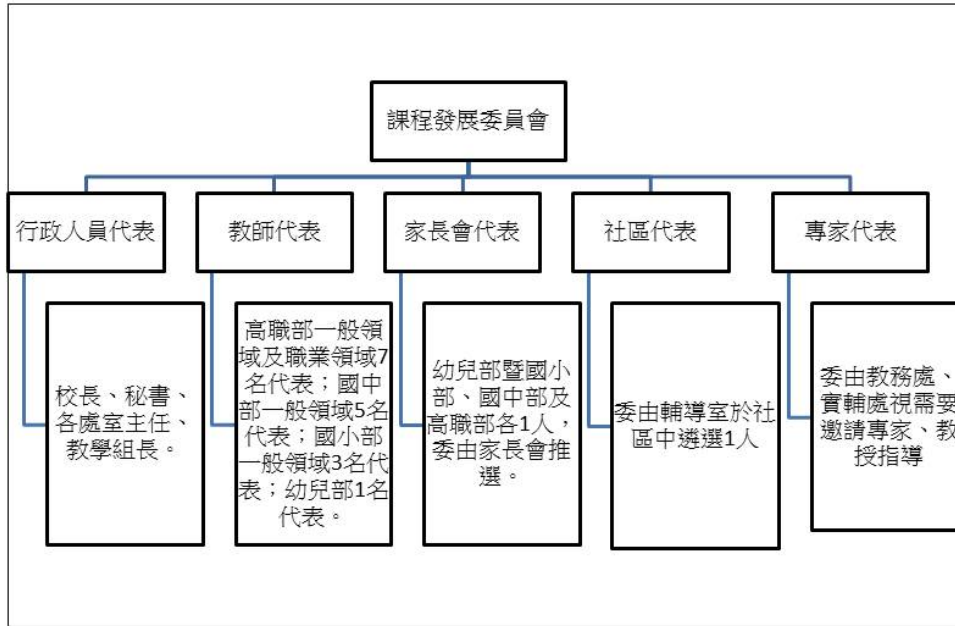 課程發展委員會
行政人員代表
教師代表
家長會代表
社區代表
專家代表
校長、秘書、
各處室主任、
教學組長。
高職部一般領
域及職業領域7
名代表；國中
部一般領域5名
代表；國小部
一般領域3名代
表；幼兒部1名
代表。
幼兒部暨國小
部、國中部及
高職部各1人，
委由家長會推
選。
委由輔導室於社
區中遴選1人
委由教務處、
實輔處視需要
邀請專家、教
授指導